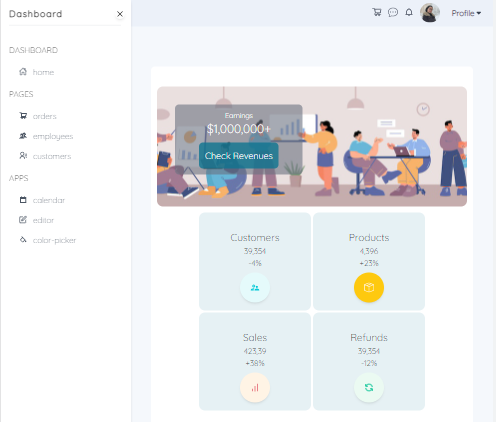 Dashboard
Profile
DASHBOARD
home
PAGES
orders
employees
customers
APPS
calendar
editor
color-picker
Earnings
$1,000,000+
Check Revenues
Customers
39,354
-4%
Products
4,396
+23%
Sales
423,39
+38%
Refunds
39,354
-12%